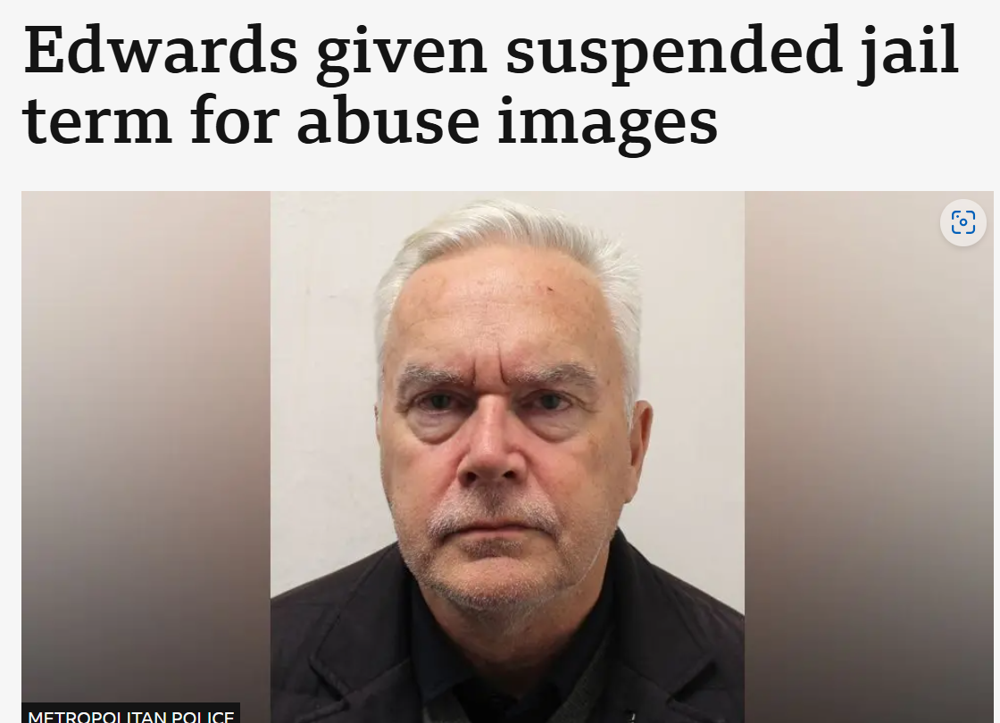 Edwards given suspended jail
term for abuse images
METROPOLITAN POLICE